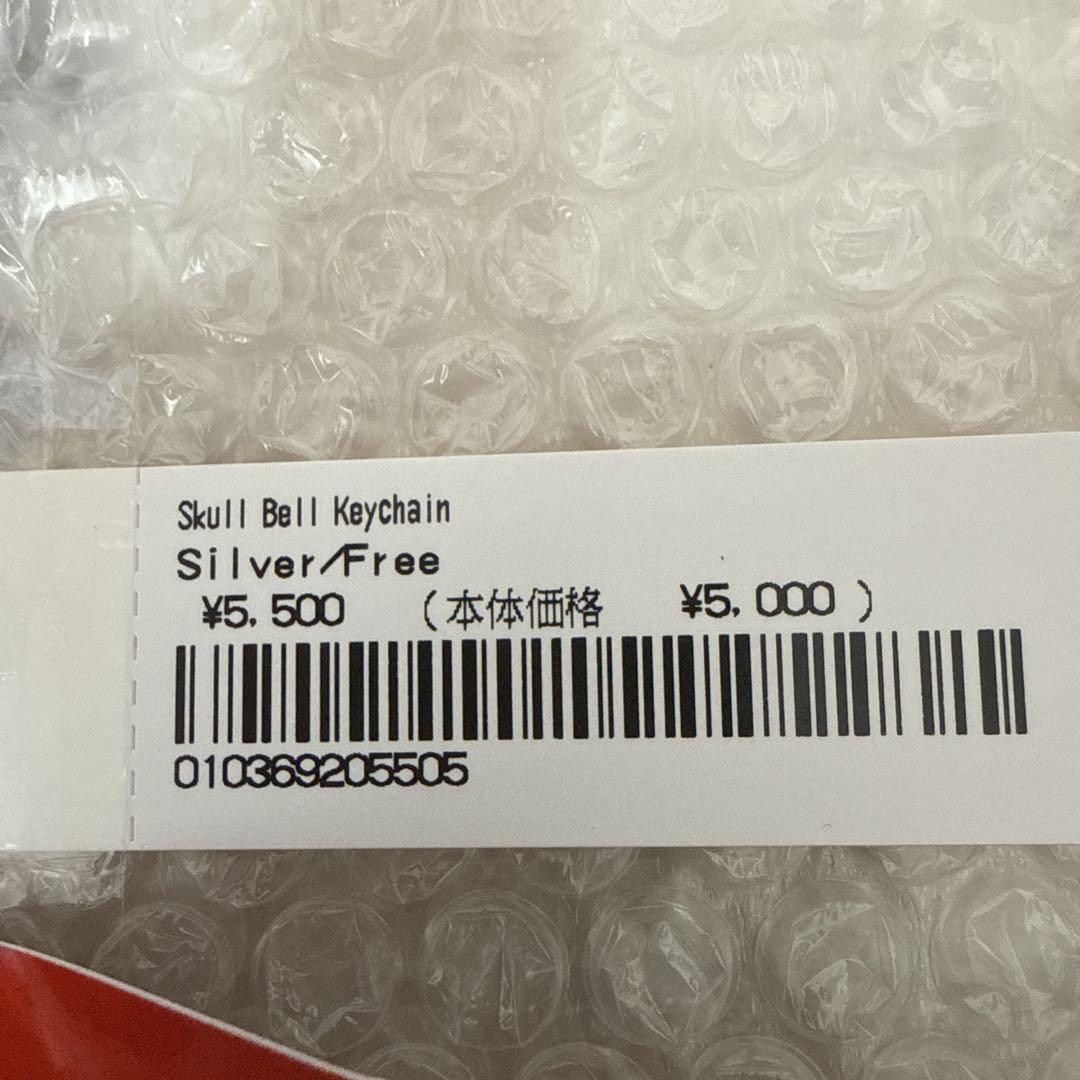 Skull Bell Keychain
Silver/Free
¥5,500 (本体価格 ¥5,000 )
010369205505